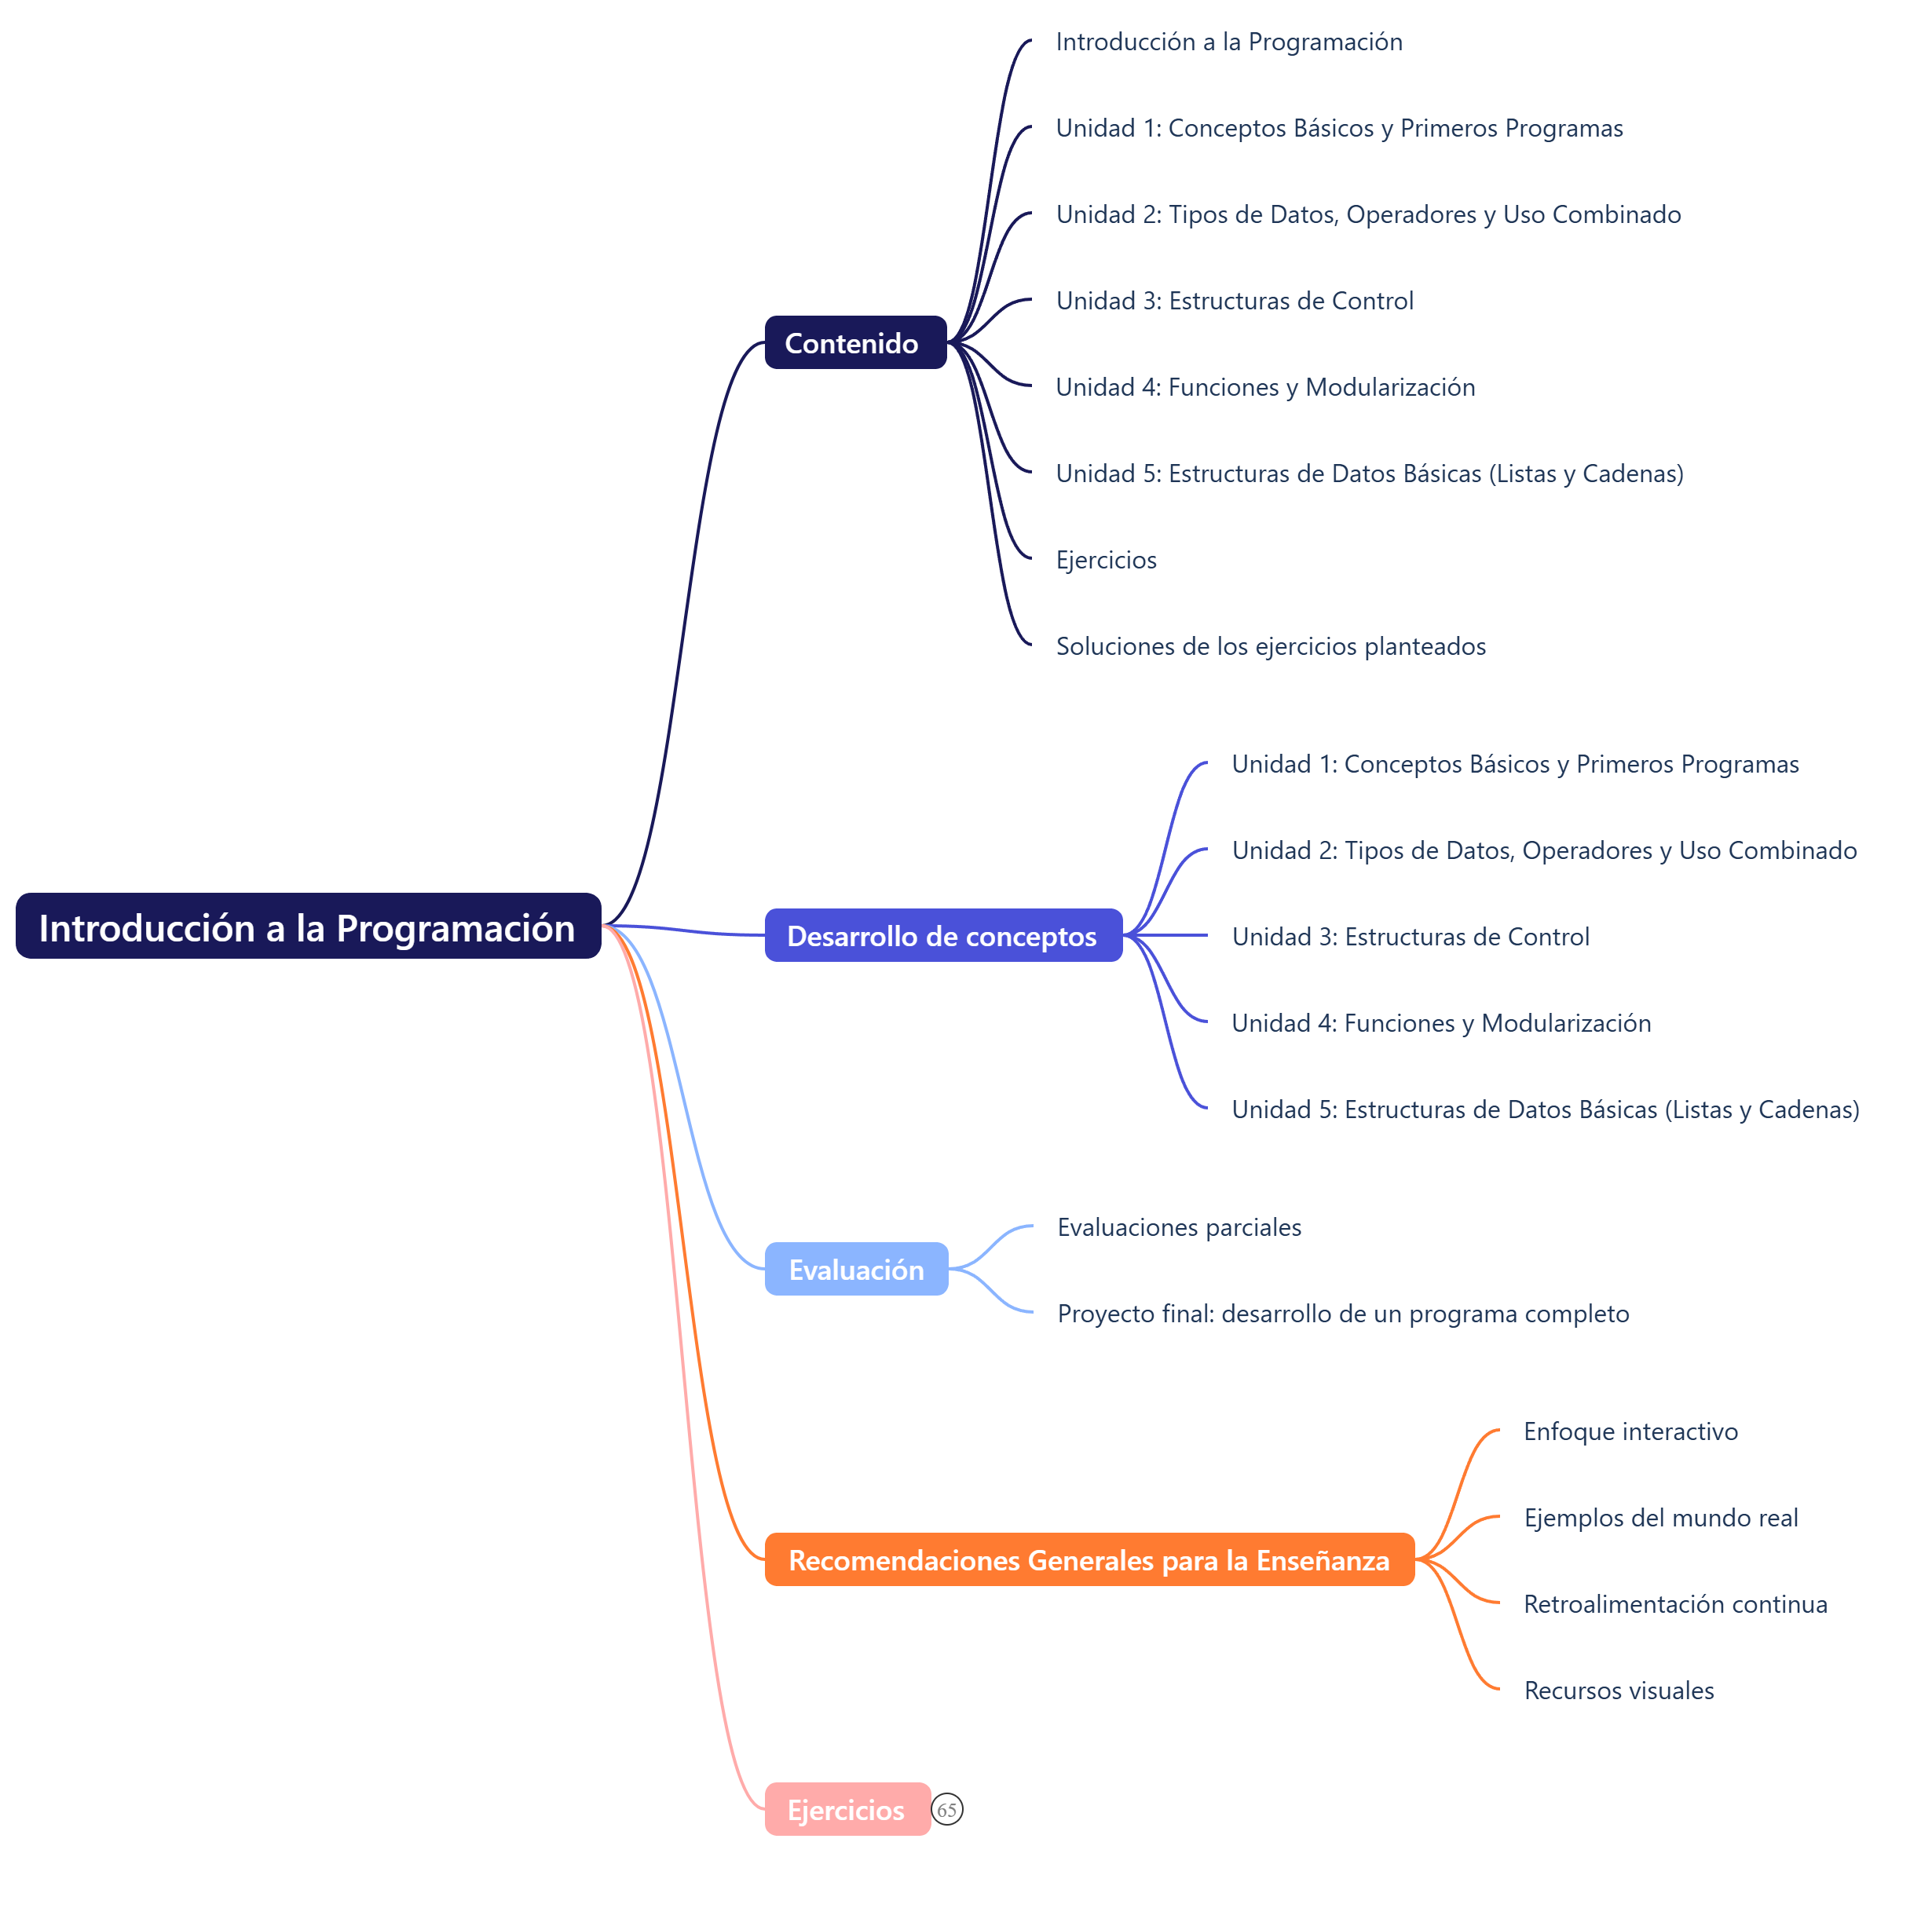 Introducción a la Programación
Contenido
Introducción a la Programación
Unidad 1: Conceptos Básicos y Primeros Programas
Unidad 2: Tipos de Datos, Operadores y Uso Combinado
Unidad 3: Estructuras de Control
Unidad 4: Funciones y Modularización
Unidad 5: Estructuras de Datos Básicas (Listas y Cadenas)
Ejercicios
Soluciones de los ejercicios planteados
Desarrollo de conceptos
Unidad 1: Conceptos Básicos y Primeros Programas
Unidad 2: Tipos de Datos, Operadores y Uso Combinado
Unidad 3: Estructuras de Control
Unidad 4: Funciones y Modularización
Unidad 5: Estructuras de Datos Básicas (Listas y Cadenas)
Evaluación
Evaluaciones parciales
Proyecto final: desarrollo de un programa completo
Recomendaciones Generales para la Enseñanza
Enfoque interactivo
Ejemplos del mundo real
Retroalimentación continua
Recursos visuales
Ejercicios
65